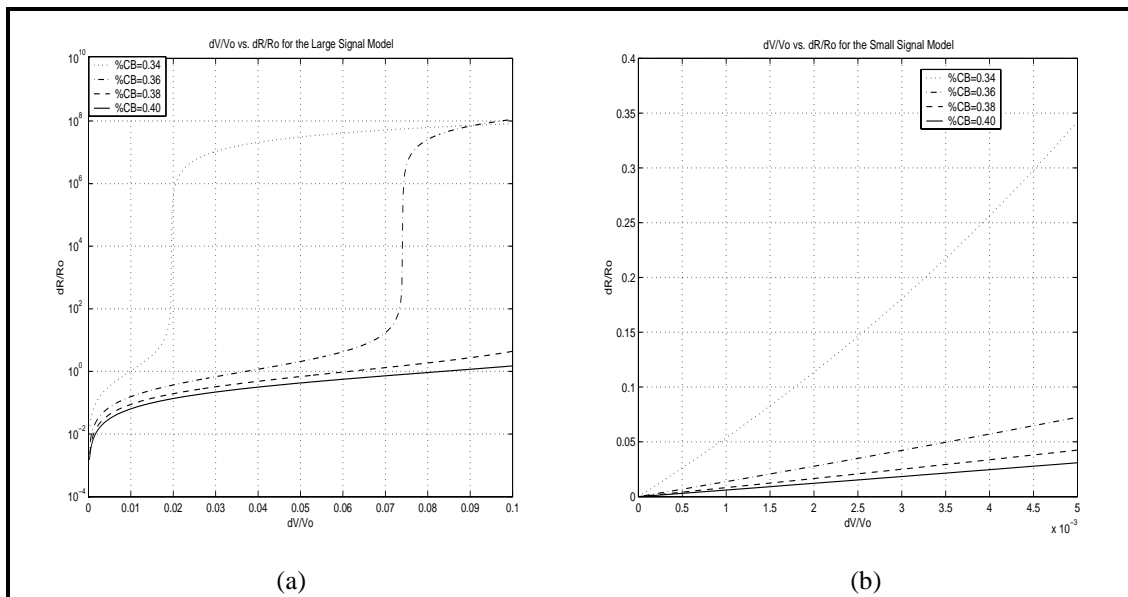 dV/Vo vs. dR/Ro for the Large Signal Model
%CB=0.34
%CB=0.36
%CB=0.38
%CB=0.40
dR/Ro
10^10
10^8
10^6
10^4
10^2
10^0
10^−2
10^−4
0 0.01 0.02 0.03 0.04 0.05 0.06 0.07 0.08 0.09 0.1
dV/Vo
(a)
dV/Vo vs. dR/Ro for the Small Signal Model
%CB=0.34
%CB=0.36
%CB=0.38
%CB=0.40
dR/Ro
0.4
0.35
0.3
0.25
0.2
0.15
0.1
0.05
0
0 0.5 1 1.5 2 2.5 3 3.5 4 4.5 5
x 10^−3
dV/Vo
(b)